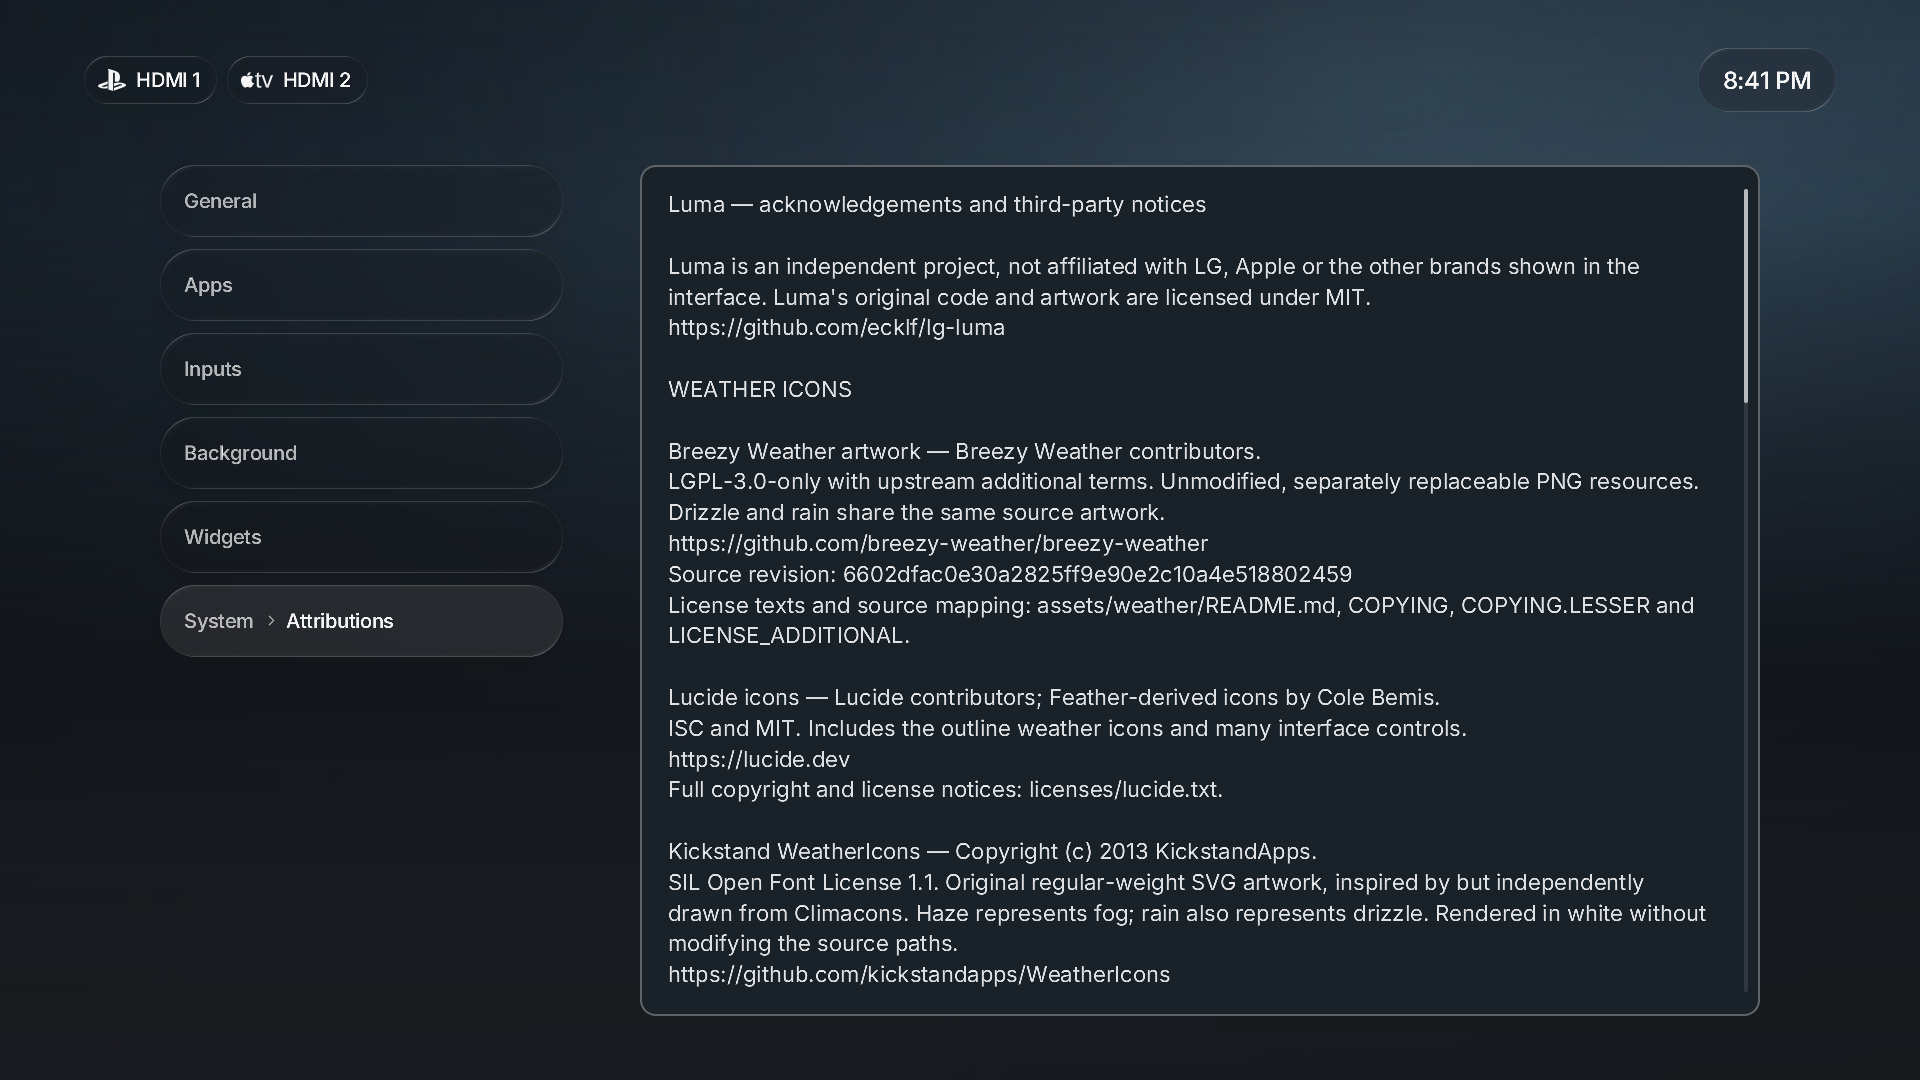 HDMI 1
tv HDMI 2
8:41 PM
General
Apps
Inputs
Background
Widgets
System > Attributions
Luma — acknowledgements and third-party notices
Luma is an independent project, not affiliated with LG, Apple or the other brands shown in the
interface. Luma's original code and artwork are licensed under MIT.
https://github.com/ecklf/lg-luma
WEATHER ICONS
Breezy Weather artwork — Breezy Weather contributors.
LGPL-3.0-only with upstream additional terms. Unmodified, separately replaceable PNG resources.
Drizzle and rain share the same source artwork.
https://github.com/breezy-weather/breezy-weather
Source revision: 6602dfac0e30a2825ff9e90e2c10a4e518802459
License texts and source mapping: assets/weather/README.md, COPYING, COPYING.LESSER and
LICENSE_ADDITIONAL.
Lucide icons — Lucide contributors; Feather-derived icons by Cole Bemis.
ISC and MIT. Includes the outline weather icons and many interface controls.
https://lucide.dev
Full copyright and license notices: licenses/lucide.txt.
Kickstand WeatherIcons — Copyright (c) 2013 KickstandApps.
SIL Open Font License 1.1. Original regular-weight SVG artwork, inspired by but independently
drawn from Climacons. Haze represents fog; rain also represents drizzle. Rendered in white without
modifying the source paths.
https://github.com/kickstandapps/WeatherIcons